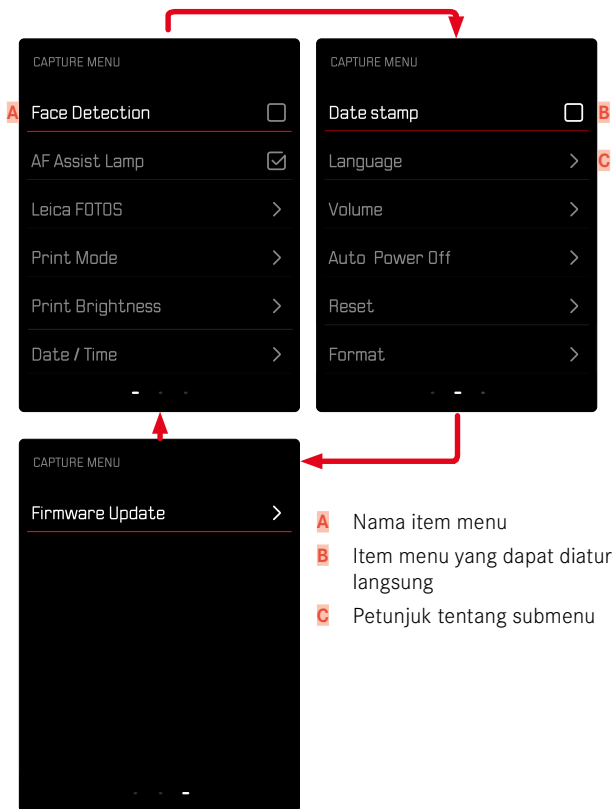 CAPTURE MENU
A Face Detection
AF Assist Lamp
Leica FOTOS
Print Mode
Print Brightness
Date / Time
CAPTURE MENU
Date stamp B
Language C
Volume
Auto Power Off
Reset
Format
CAPTURE MENU
Firmware Update
A Nama item menu
B Item menu yang dapat diatur
langsung
C Petunjuk tentang submenu